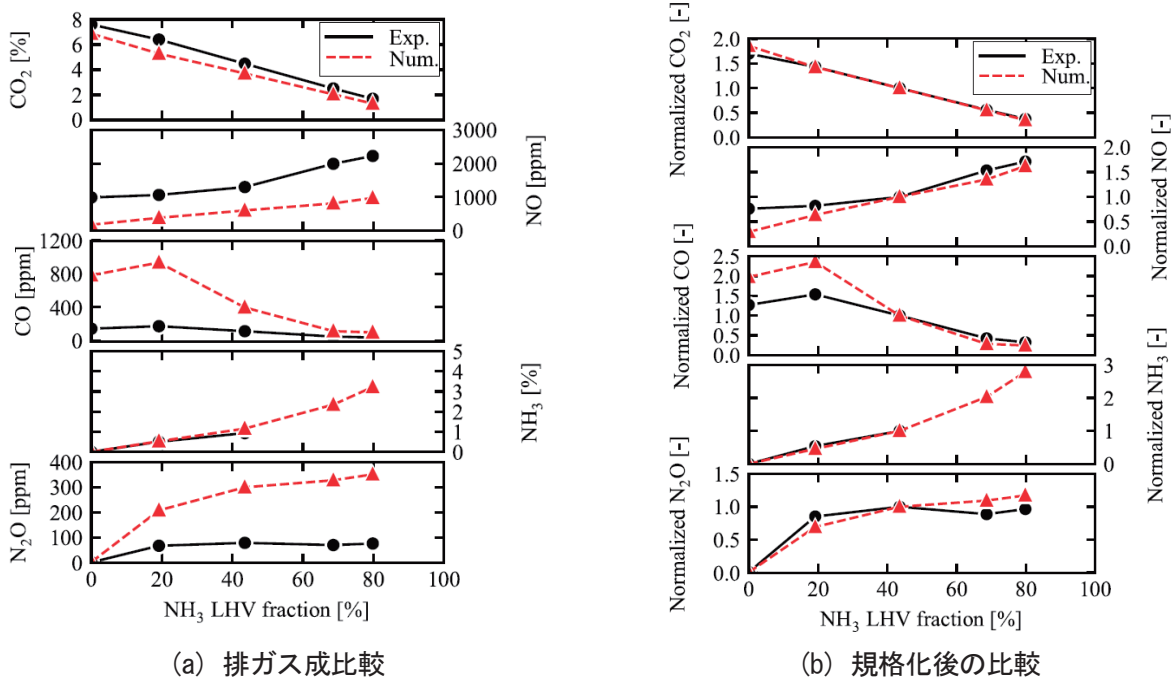 8
6
4
2
0
CO₂ [%]
Exp.
Num.
3000
2000
1000
0
NO [ppm]
1200
800
400
0
CO [ppm]
5
4
3
2
1
0
NH₃ [%]
400
300
200
100
0
N₂O [ppm]
0 20 40 60 80 100
NH₃ LHV fraction [%]
(a) 排ガス成比較
2.0
1.5
1.0
0.5
0.0
Normalized CO₂ [-]
Exp.
Num.
2.0
1.5
1.0
0.5
0.0
Normalized NO [-]
2.5
2.0
1.5
1.0
0.5
0.0
Normalized CO [-]
3
2
1
0
Normalized NH₃ [-]
1.5
1.0
0.5
0.0
Normalized N₂O [-]
0 20 40 60 80 100
NH₃ LHV fraction [%]
(b) 規格化後の比較